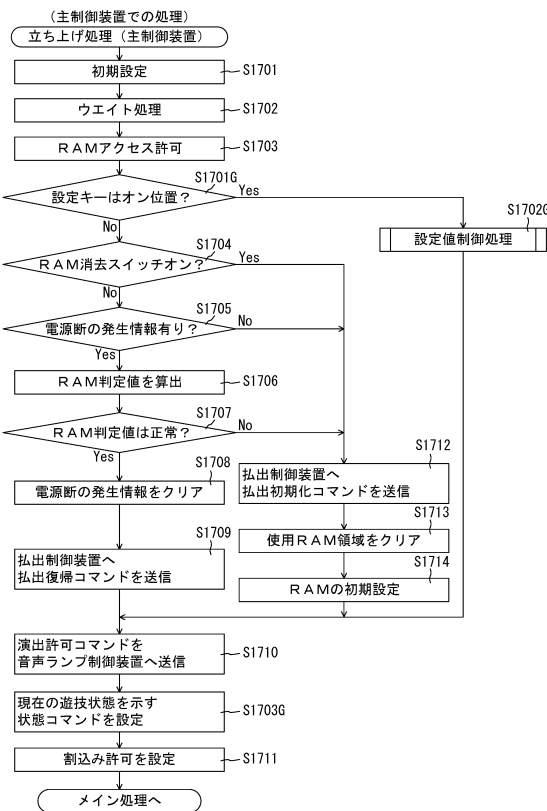 (主制御装置での処理)
立ち上げ処理(主制御装置)
初期設定
S1701
ウエイト処理
S1702
RAMアクセス許可
S1703
設定キーはオン位置?
S1701G
Yes
No
設定値制御処理
S1702G
RAM消去スイッチオン?
S1704
Yes
No
電源断の発生情報有り?
S1705
No
Yes
RAM判定値を算出
S1706
RAM判定値は正常?
S1707
No
Yes
電源断の発生情報をクリア
S1708
払出制御装置へ
払出復帰コマンドを送信
S1709
払出制御装置へ
払出初期化コマンドを送信
S1712
使用RAM領域をクリア
S1713
RAMの初期設定
S1714
演出許可コマンドを
音声ランプ制御装置へ送信
S1710
現在の遊技状態を示す
状態コマンドを設定
S1703G
割込み許可を設定
S1711
メイン処理へ